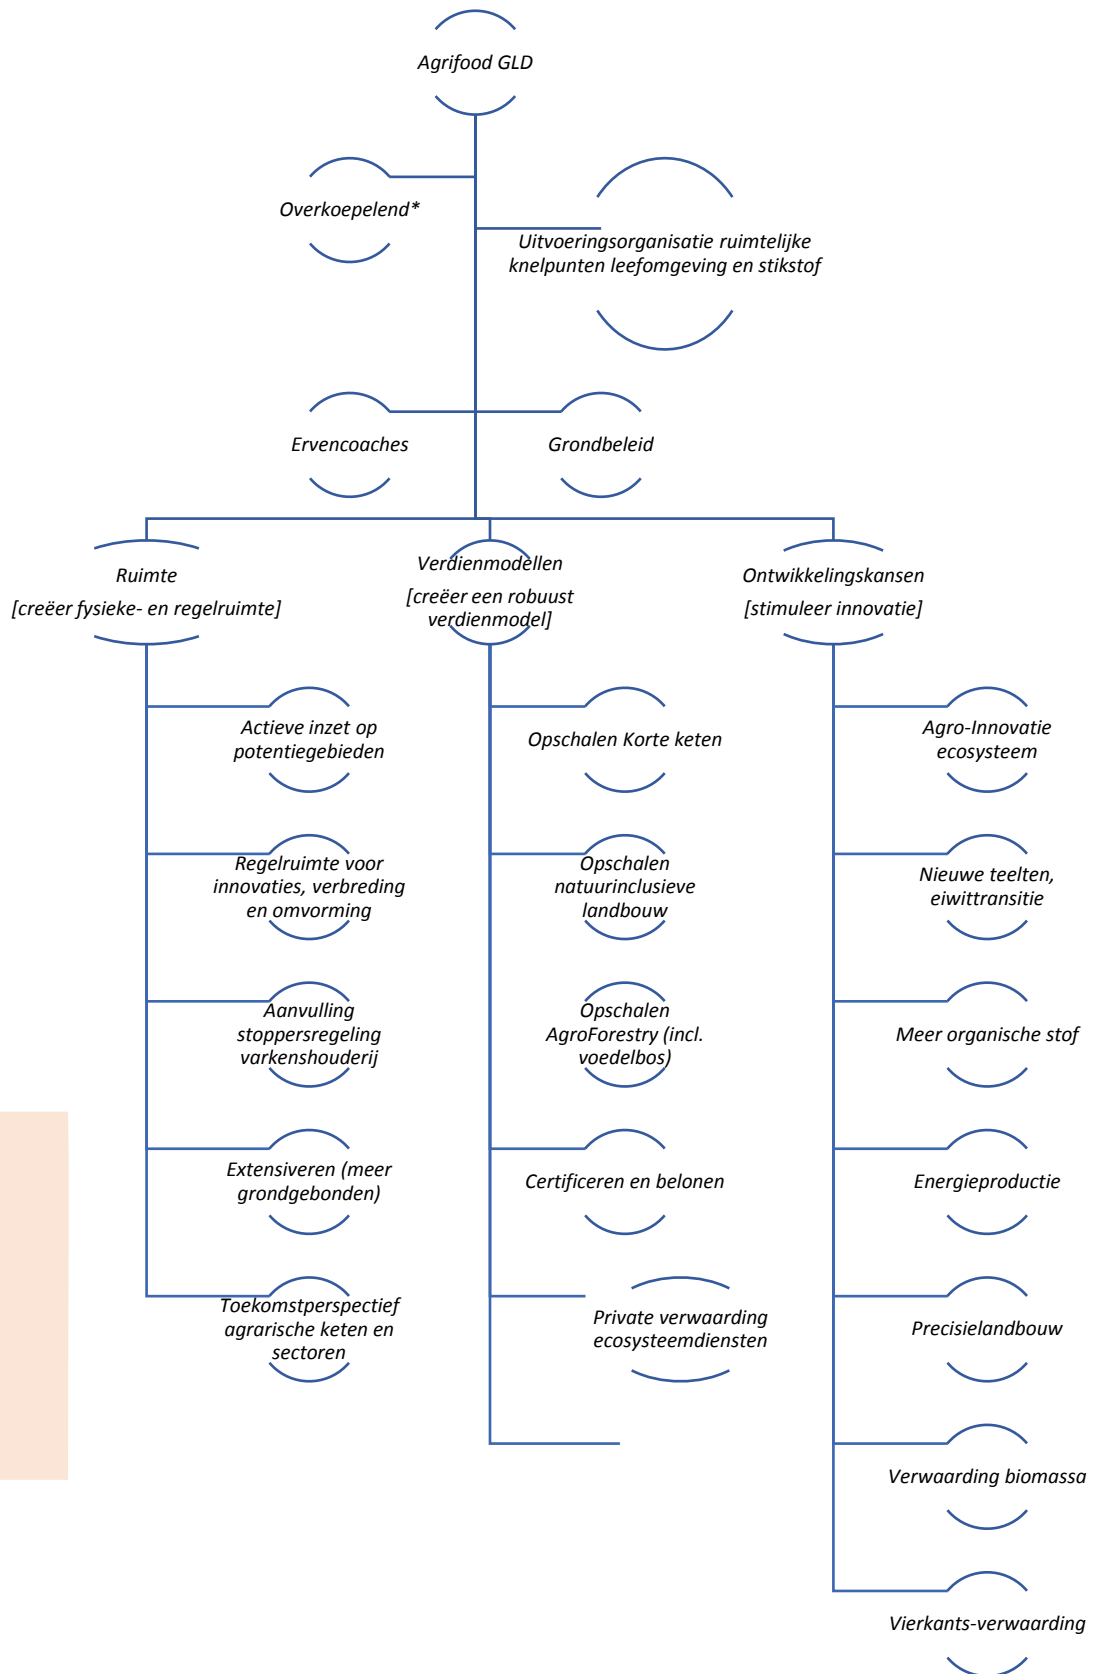 Agrifood GLD
Overkoepelend*
Uitvoeringsorganisatie ruimtelijke
knelpunten leefomgeving en stikstof
Ervencoaches
Grondbeleid
Ruimte
[creëer fysieke- en regelruimte]
Verdienmodellen
[creëer een robuust
verdienmodel]
Ontwikkelingskansen
[stimuleer innovatie]
Actieve inzet op
potentiegebieden
Regelruimte voor
innovaties, verbreding
en omvorming
Aanvulling
stoppersregeling
varkenshouderij
Extensiveren (meer
grondgebonden)
Toekomstperspectief
agrarische keten en
sectoren
Opschalen Korte keten
Opschalen
natuurinclusieve
landbouw
Opschalen
AgroForestry (incl.
voedelbos)
Certificeren en belonen
Private verwaarding
ecosysteemdiensten
Agro-Innovatie
ecosysteem
Nieuwe teelten,
eiwittransitie
Meer organische stof
Energieproductie
Precisielandbouw
Verwaarding biomassa
Vierkants-verwaarding